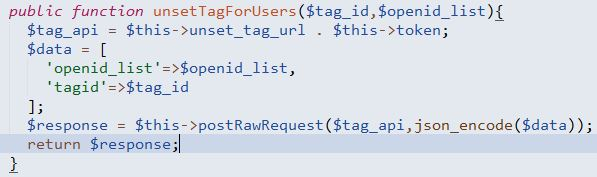 public function unsetTagForUsers($tag_id,$openid_list){
$tag_api = $this->unset_tag_url . $this->token;
$data = [
'openid_list'=>$openid_list,
'tagid'=>$tag_id
];
$response = $this->postRawRequest($tag_api,json_encode($data));
return $response;
}